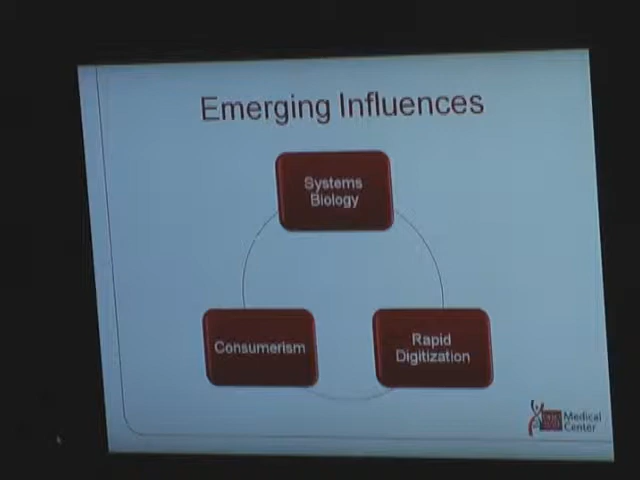 Emerging Influences
Systems
Biology
Consumerism
Rapid
Digitization
Medical
Center